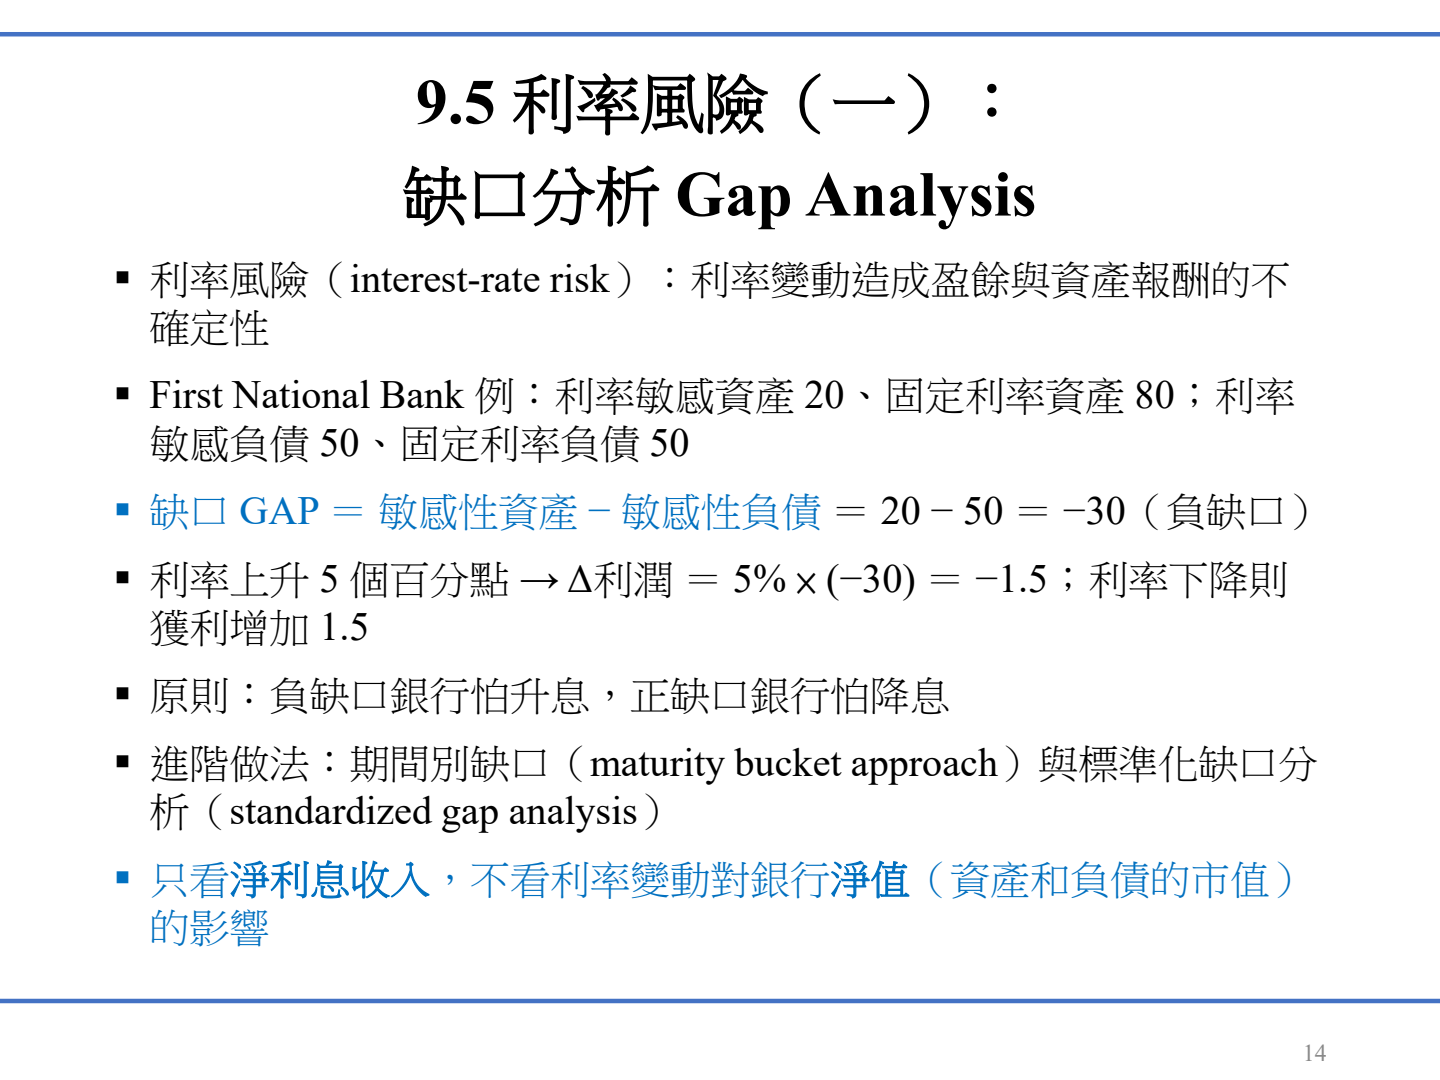 9.5 利率風險（一）：
缺口分析 Gap Analysis
▪ 利率風險（interest-rate risk）：利率變動造成盈餘與資產報酬的不
確定性
▪ First National Bank 例：利率敏感資產 20、固定利率資產 80；利率
敏感負債 50、固定利率負債 50
▪ 缺口 GAP ＝ 敏感性資產 − 敏感性負債 ＝ 20 − 50 ＝ −30（負缺口）
▪ 利率上升 5 個百分點 → Δ利潤 ＝ 5% × (−30) ＝ −1.5；利率下降則
獲利增加 1.5
▪ 原則：負缺口銀行怕升息，正缺口銀行怕降息
▪ 進階做法：期間別缺口（maturity bucket approach）與標準化缺口分
析（standardized gap analysis）
▪ 只看淨利息收入，不看利率變動對銀行淨值（資產和負債的市值）
的影響
14